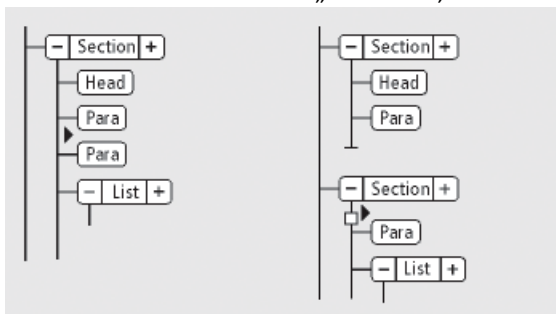 − Section +
Head
Para
Para
− List +
− Section +
Head
Para
− Section +
Para
− List +